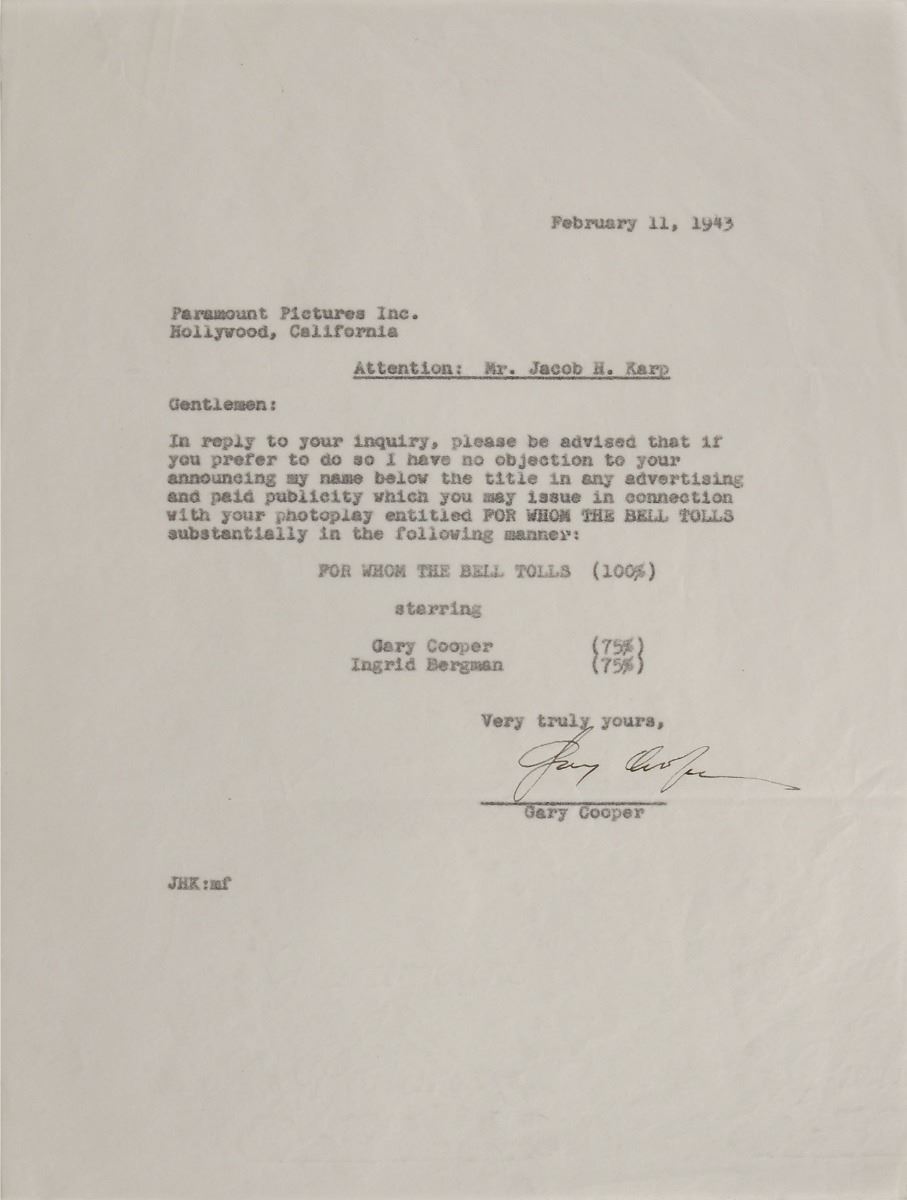 February 11, 1943
Paramount Pictures Inc.
Hollywood, California
Attention: Mr. Jacob H. Karp
Gentlemen:
In reply to your inquiry, please be advised that if
you prefer to do so I have no objection to your
announcing my name below the title in any advertising
and paid publicity which you may issue in connection
with your photoplay entitled FOR WHOM THE BELL TOLLS
substantially in the following manner:
FOR WHOM THE BELL TOLLS (100%)
starring
Gary Cooper (75%)
Ingrid Bergman (75%)
Very truly yours,
Gary Cooper
Gary Cooper
JHK:mf